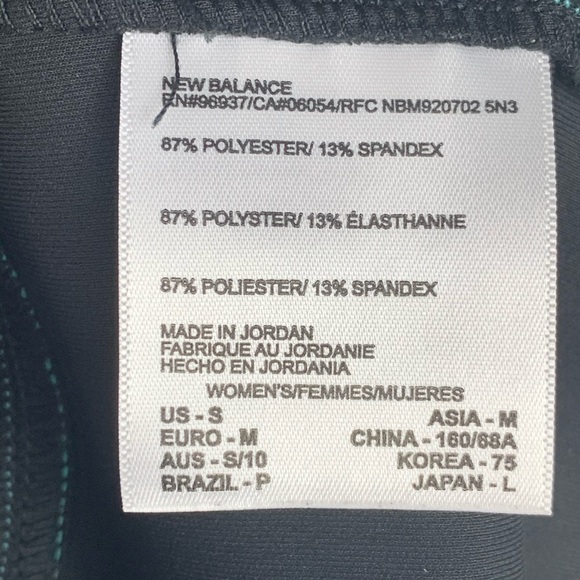 NEW BALANCE
RN#96937/CA#06054/RFC NBM920702 5N3
87% POLYESTER/ 13% SPANDEX
87% POLYSTER/ 13% ÉLASTHANNE
87% POLIESTER/ 13% SPANDEX
MADE IN JORDAN
FABRIQUE AU JORDANIE
HECHO EN JORDANIA
WOMEN'S/FEMMES/MUJERES
US - S ASIA - M
EURO - M CHINA - 160/68A
AUS - S/10 KOREA - 75
BRAZIL - P JAPAN - L